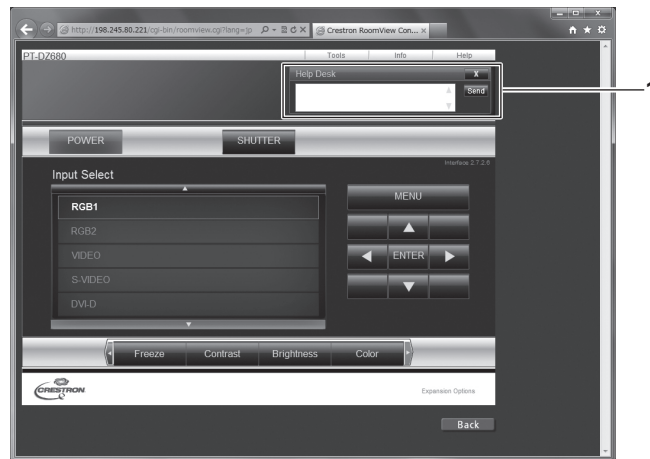 http://198.245.80.221/cgi-bin/roomview.cgi?lang=jp
Crestron RoomView Con... x
PT-DZ680
Tools Info Help
Help Desk X
Send
1
POWER SHUTTER
Interface 2.7.2.6
Input Select
RGB1
RGB2
VIDEO
S-VIDEO
DVI-D
MENU
ENTER
Freeze Contrast Brightness Color
CRESTRON
Expansion Options
Back